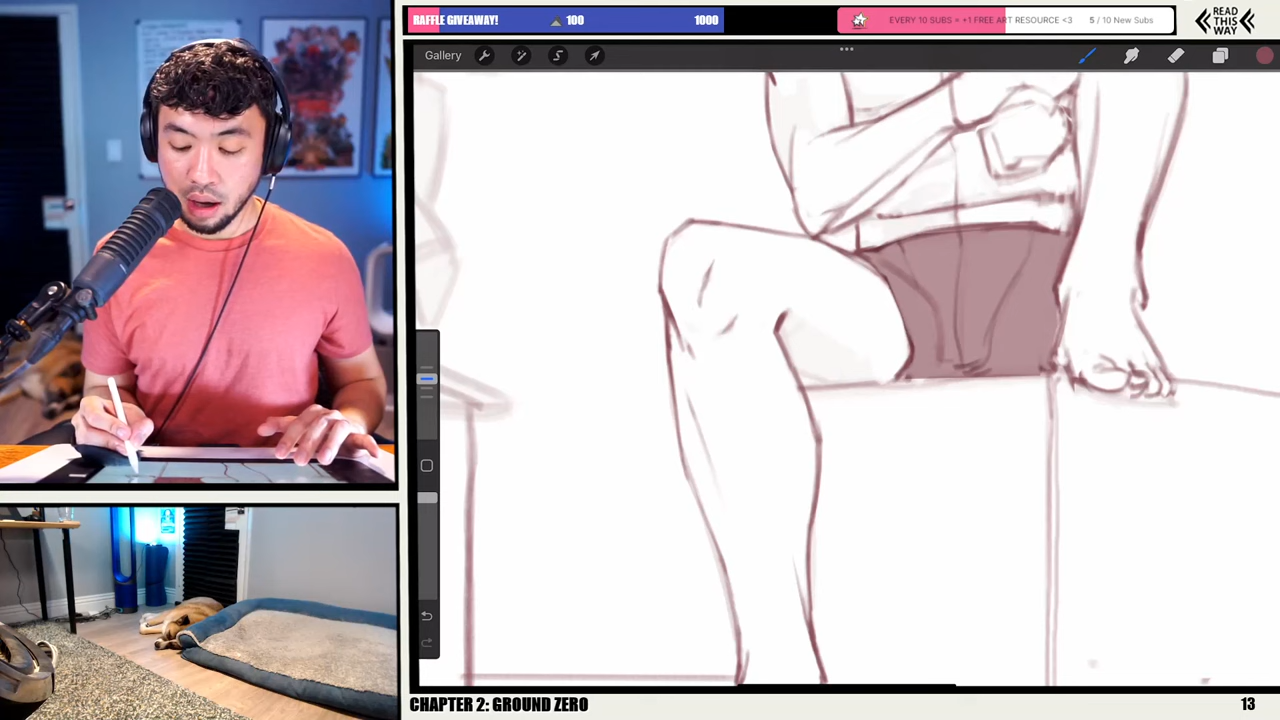 RAFFLE GIVEAWAY!
100
1000
EVERY 10 SUBS = +1 FREE ART RESOURCE <3
5 / 10 New Subs
READ
THIS
WAY
Gallery
CHAPTER 2: GROUND ZERO
13